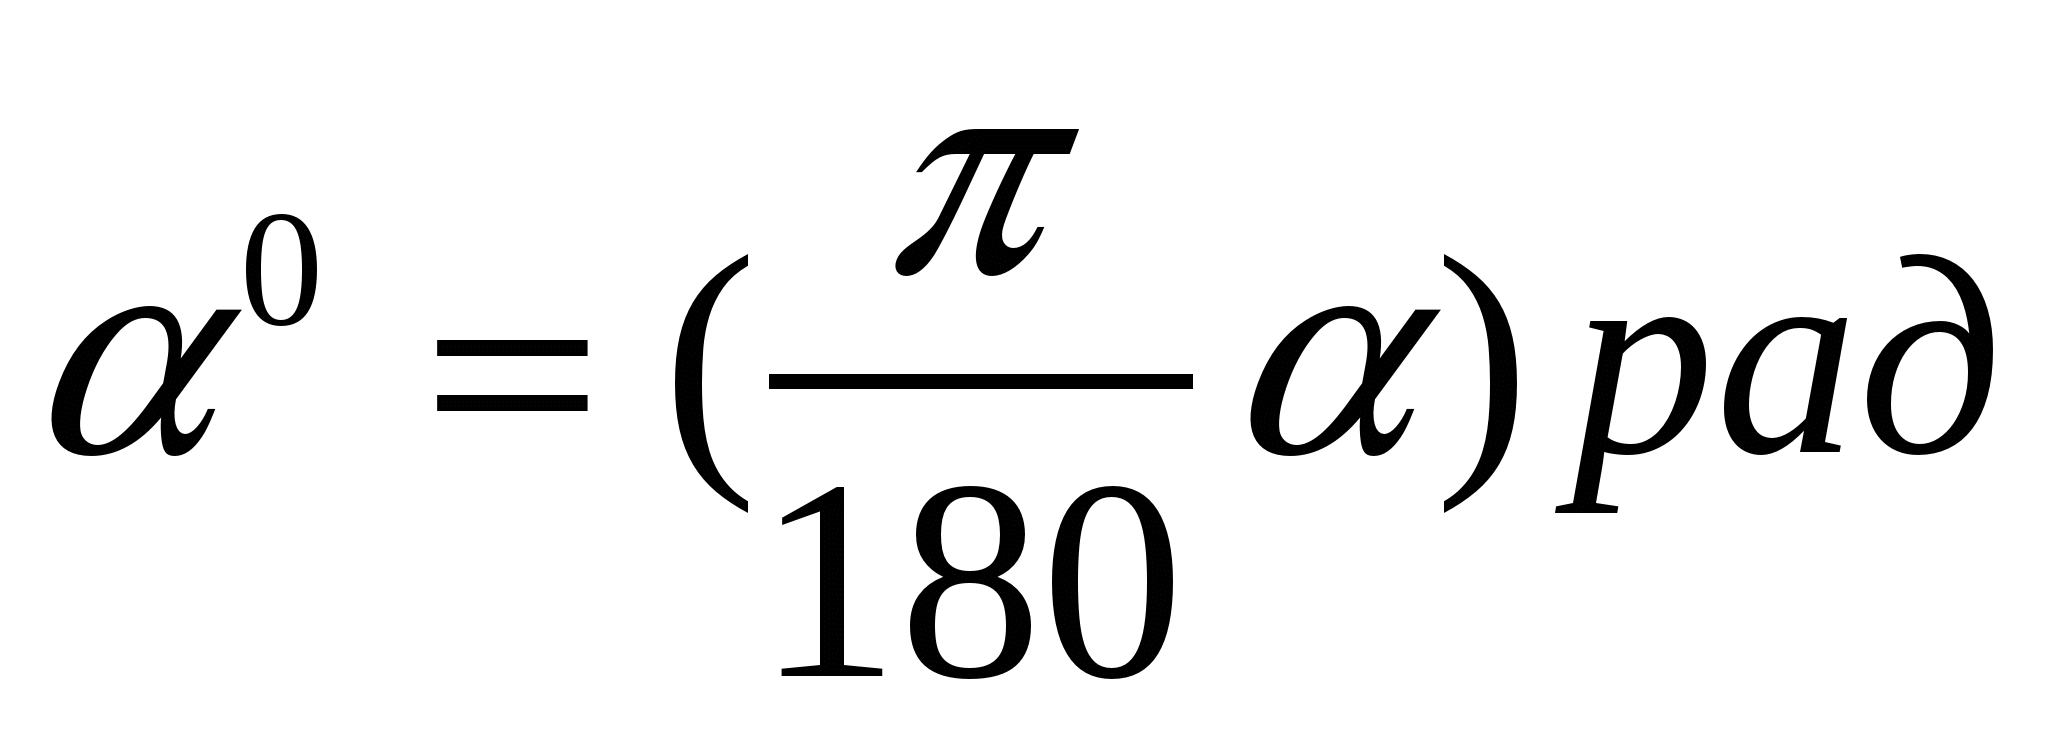 α⁰ = (π/180 α) рад